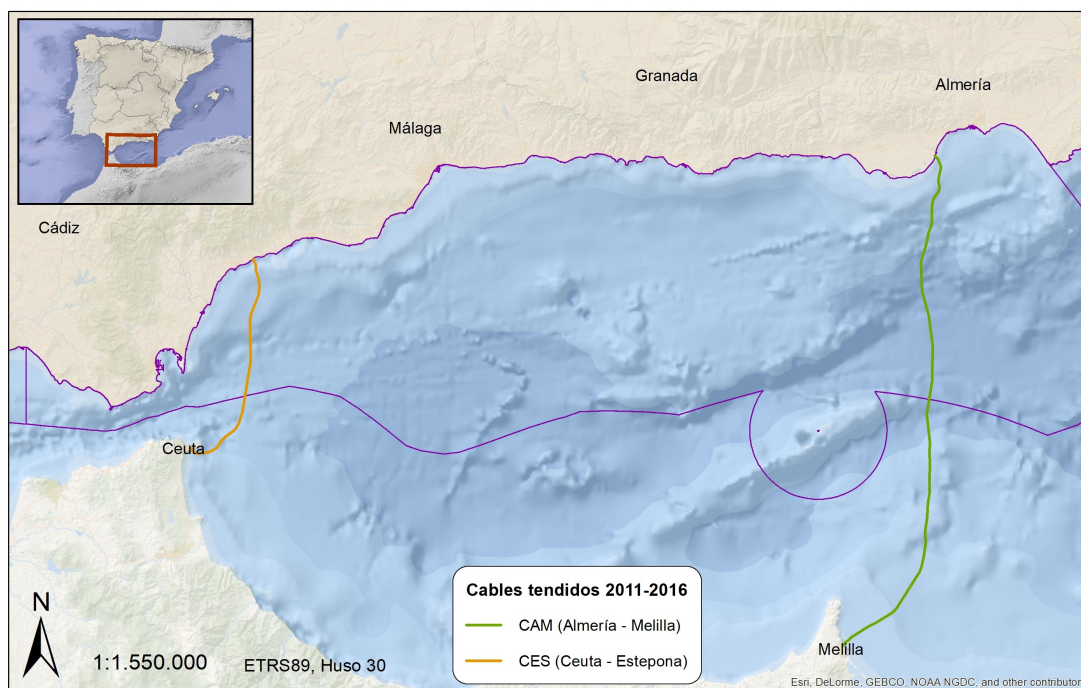 Granada
Almería
Málaga
Cádiz
Ceuta
Melilla
Cables tendidos 2011-2016
CAM (Almería - Melilla)
CES (Ceuta - Estepona)
N
1:1.550.000
ETRS89, Huso 30
Esri, DeLorme, GEBCO, NOAA NGDC, and other contributor